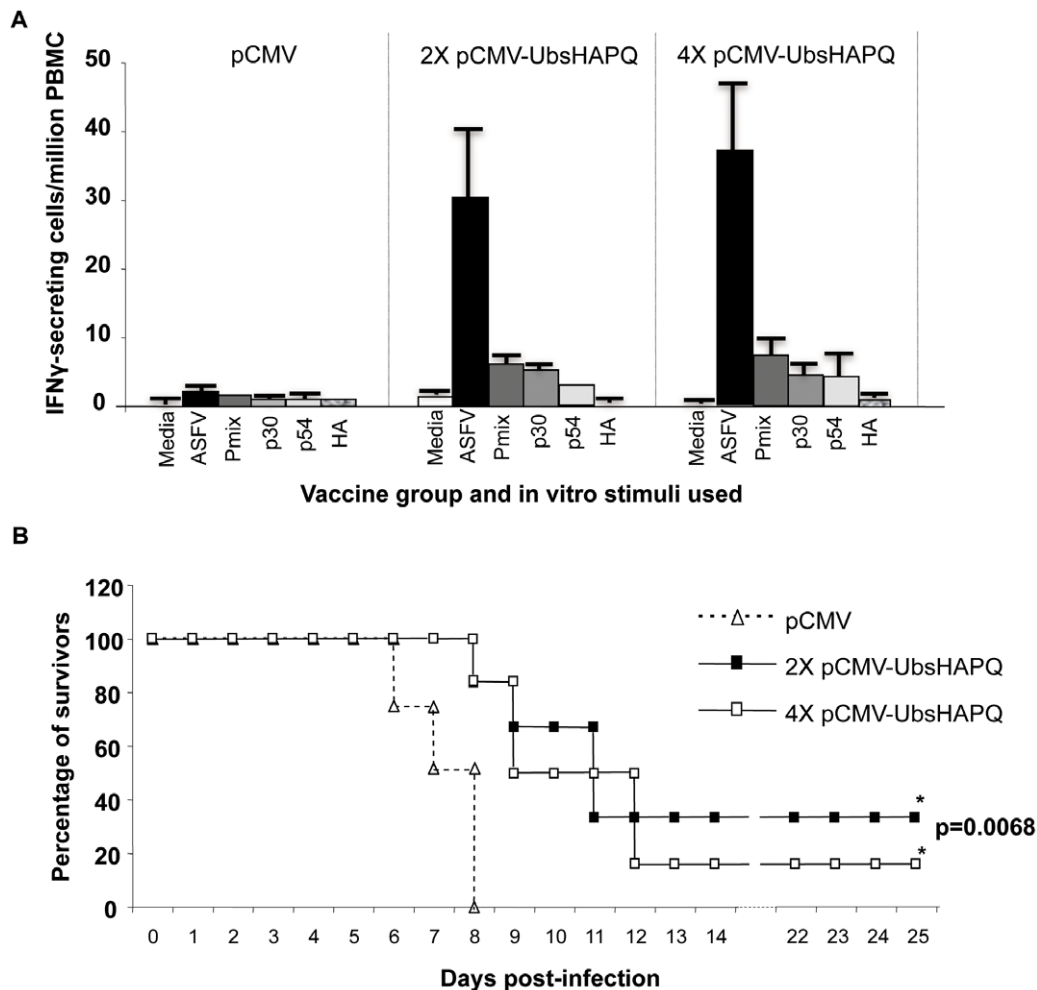 A
IFNγ-secreting cells/million PBMC
50
40
30
20
10
0
pCMV
2X pCMV-UbsHAPQ
4X pCMV-UbsHAPQ
Media ASFV Pmix p30 p54 HA Media ASFV Pmix p30 p54 HA Media ASFV Pmix p30 p23 HA
Vaccine group and in vitro stimuli used
B
Percentage of survivors
120
100
80
60
40
20
0
pCMV
2X pCMV-UbsHAPQ
4X pCMV-UbsHAPQ
*
p=0.0068
*
0 1 2 3 4 5 6 7 8 9 10 11 12 13 14 22 23 24 25
Days post-infection